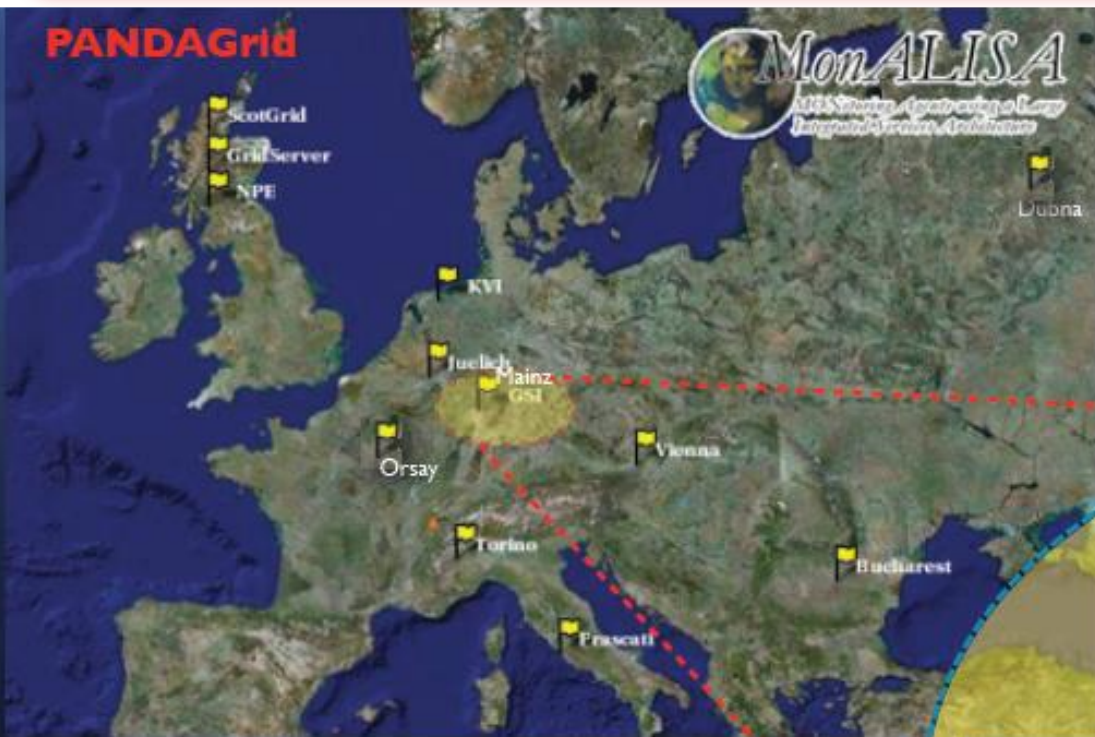 PANDAGrid
MonALISA
MONitoring Agents using a Large
Integrated Services Architecture
ScotGrid
GridServer
NPE
Dubna
KVI
Juelich
Mainz
GSI
Orsay
Vienna
Torino
Bucharest
Frascati